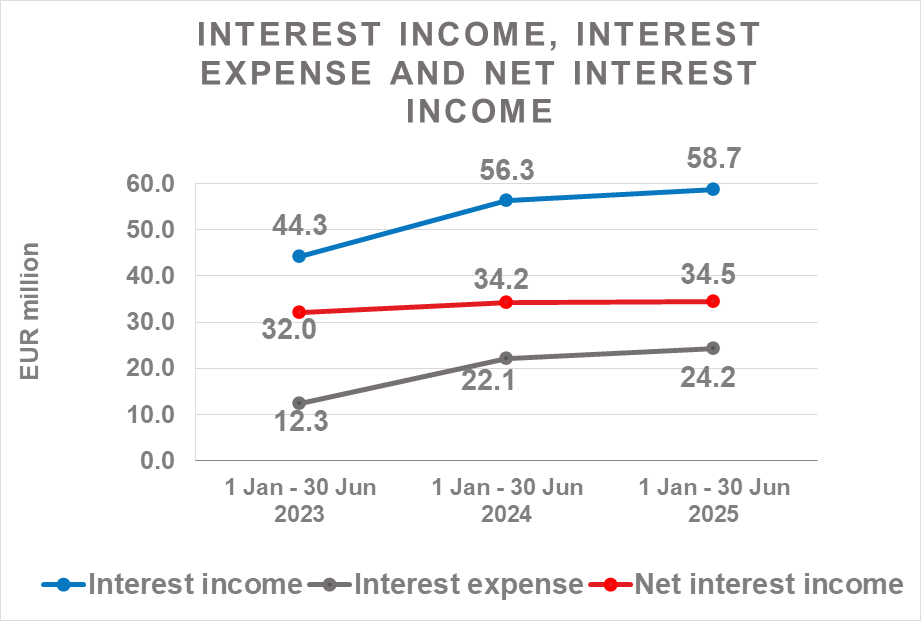 INTEREST INCOME, INTEREST
EXPENSE AND NET INTEREST
INCOME
EUR million
60.0
50.0
40.0
30.0
20.0
10.0
0.0
44.3
56.3
58.7
32.0
34.2
34.5
12.3
22.1
24.2
1 Jan - 30 Jun
2023
1 Jan - 30 Jun
2024
1 Jan - 30 Jun
2025
Interest income
Interest expense
Net interest income